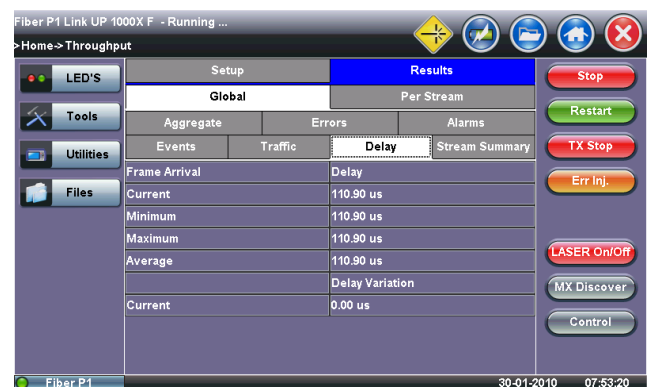 Fiber P1 Link UP 1000X F - Running ...
>Home->Throughput
LED'S
Tools
Utilities
Files
Setup Results
Global Per Stream
Aggregate Errors Alarms
Events Traffic Delay Stream Summary
Frame Arrival Delay
Current 110.90 us
Minimum 110.90 us
Maximum 110.90 us
Average 110.90 us
Delay Variation
Current 0.00 us
Stop
Restart
TX Stop
Err Inj.
LASER On/Off
MX Discover
Control
Fiber P1 30-01-2010 07:53:20